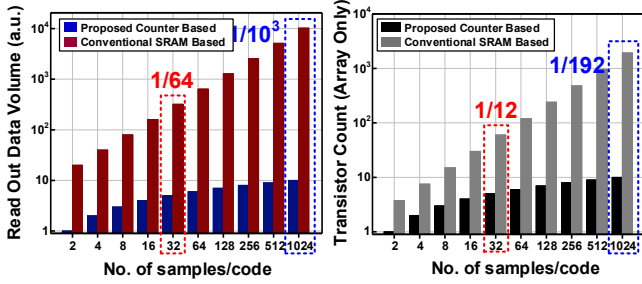 Read Out Data Volume (a.u.)
10⁴
10³
10²
10
1
Proposed Counter Based
Conventional SRAM Based
1/10³
1/64
2 4 8 16 32 64 128 256 512 1024
No. of samples/code
Transistor Count (Array Only)
10⁴
10³
10²
10
1
Proposed Counter Based
Conventional SRAM Based
1/192
1/12
2 4 8 16 32 64 128 256 512 1024
No. of samples/code